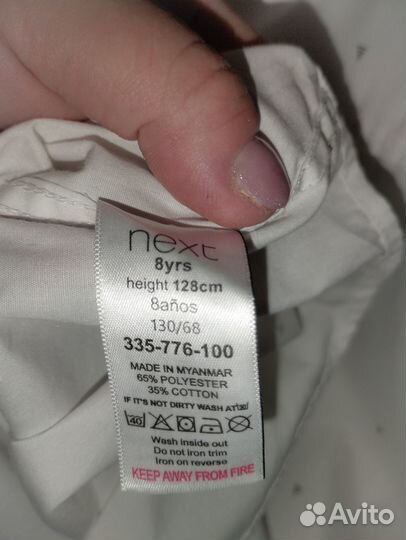 next
8yrs
height 128cm
8años
130/68
335-776-100
MADE IN MYANMAR
65% POLYESTER
35% COTTON
IF IT'S NOT DIRTY WASH AT 30/
40
Wash inside out
Do not iron trim
Iron on reverse
KEEP AWAY FROM FIRE
Avito